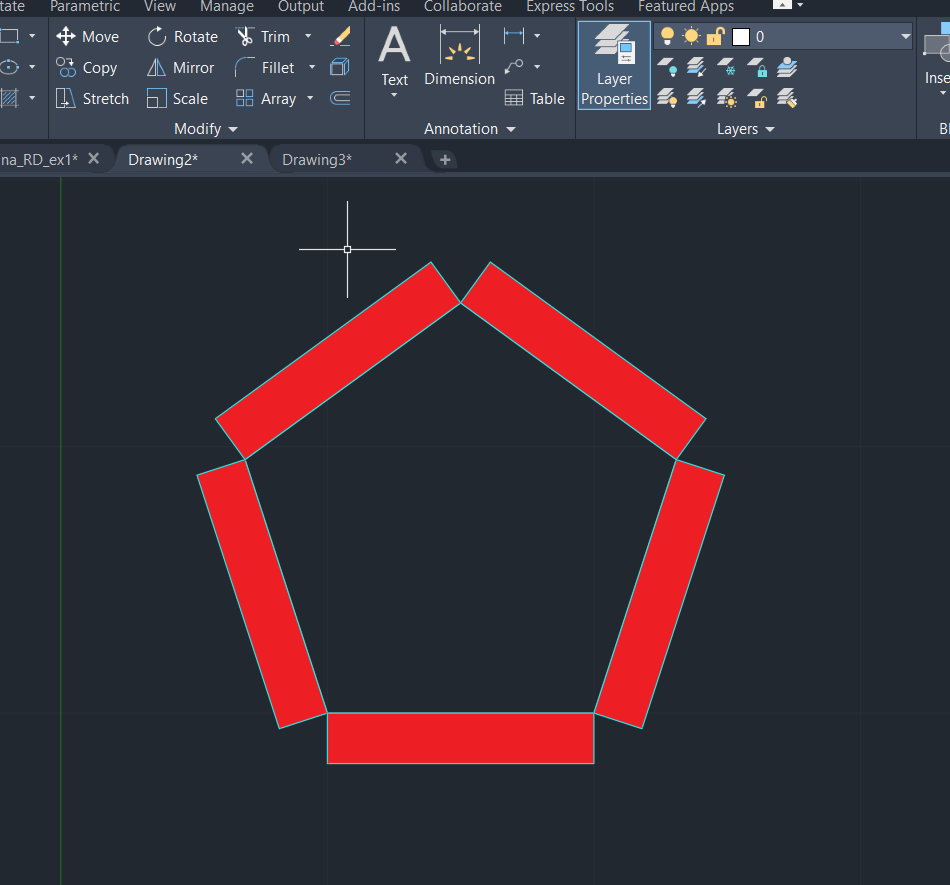 tate Parametric View Manage Output Add-ins Collaborate Express Tools Featured Apps
Move Rotate Trim
Copy Mirror Fillet
Stretch Scale Array
Modify
Text
Dimension
Table
Annotation
Layer
Properties
0
Layers
Inse
Bl
na_RD_ex1* Drawing2* Drawing3*